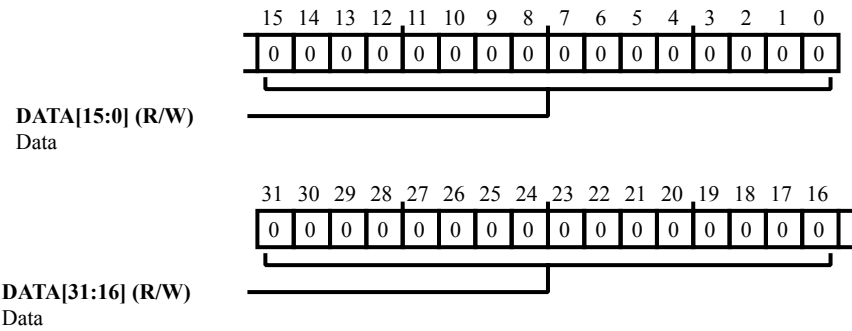 15 14 13 12 11 10 9 8 7 6 5 4 3 2 1 0
0 0 0 0 0 0 0 0 0 0 0 0 0 0 0 0
DATA[15:0] (R/W)
Data
31 30 29 28 27 26 25 24 23 22 21 20 19 18 17 16
0 0 0 0 0 0 0 0 0 0 0 0 0 0 0 0
DATA[31:16] (R/W)
Data